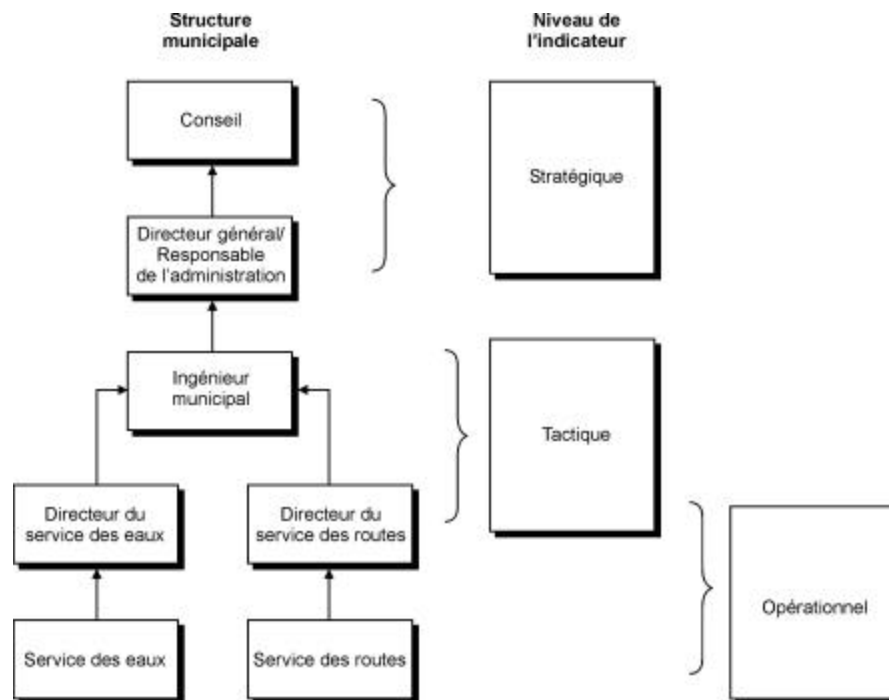 Structure
municipale
Niveau de
l'indicateur
Conseil
Stratégique
Directeur général/
Responsable
de l'administration
Ingénieur
municipal
Tactique
Directeur du
service des eaux
Directeur du
service des routes
Opérationnel
Service des eaux
Service des routes